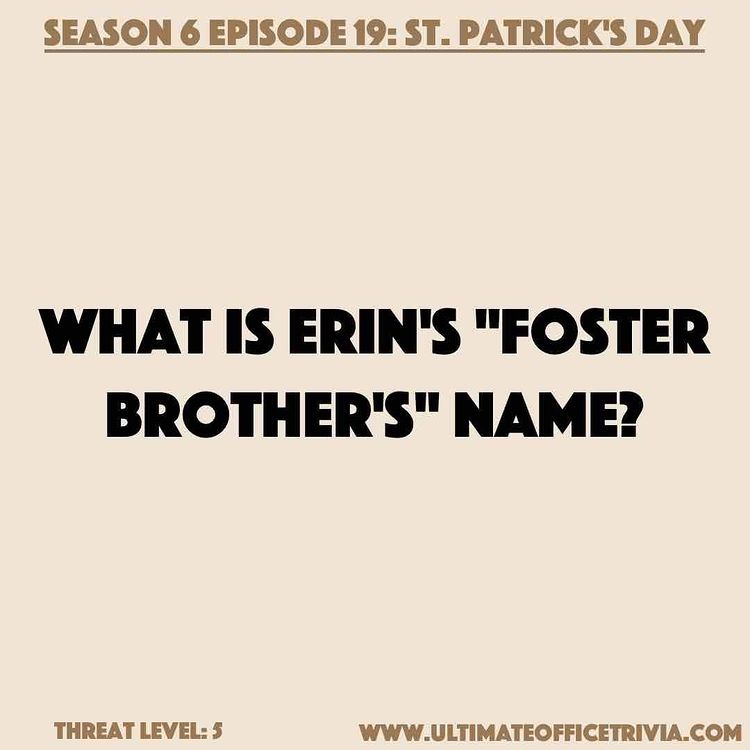 SEASON 6 EPISODE 19: ST. PATRICK'S DAY
WHAT IS ERIN'S "FOSTER
BROTHER'S" NAME?
THREAT LEVEL: 5
WWW.ULTIMATEOFFICETRIVIA.COM